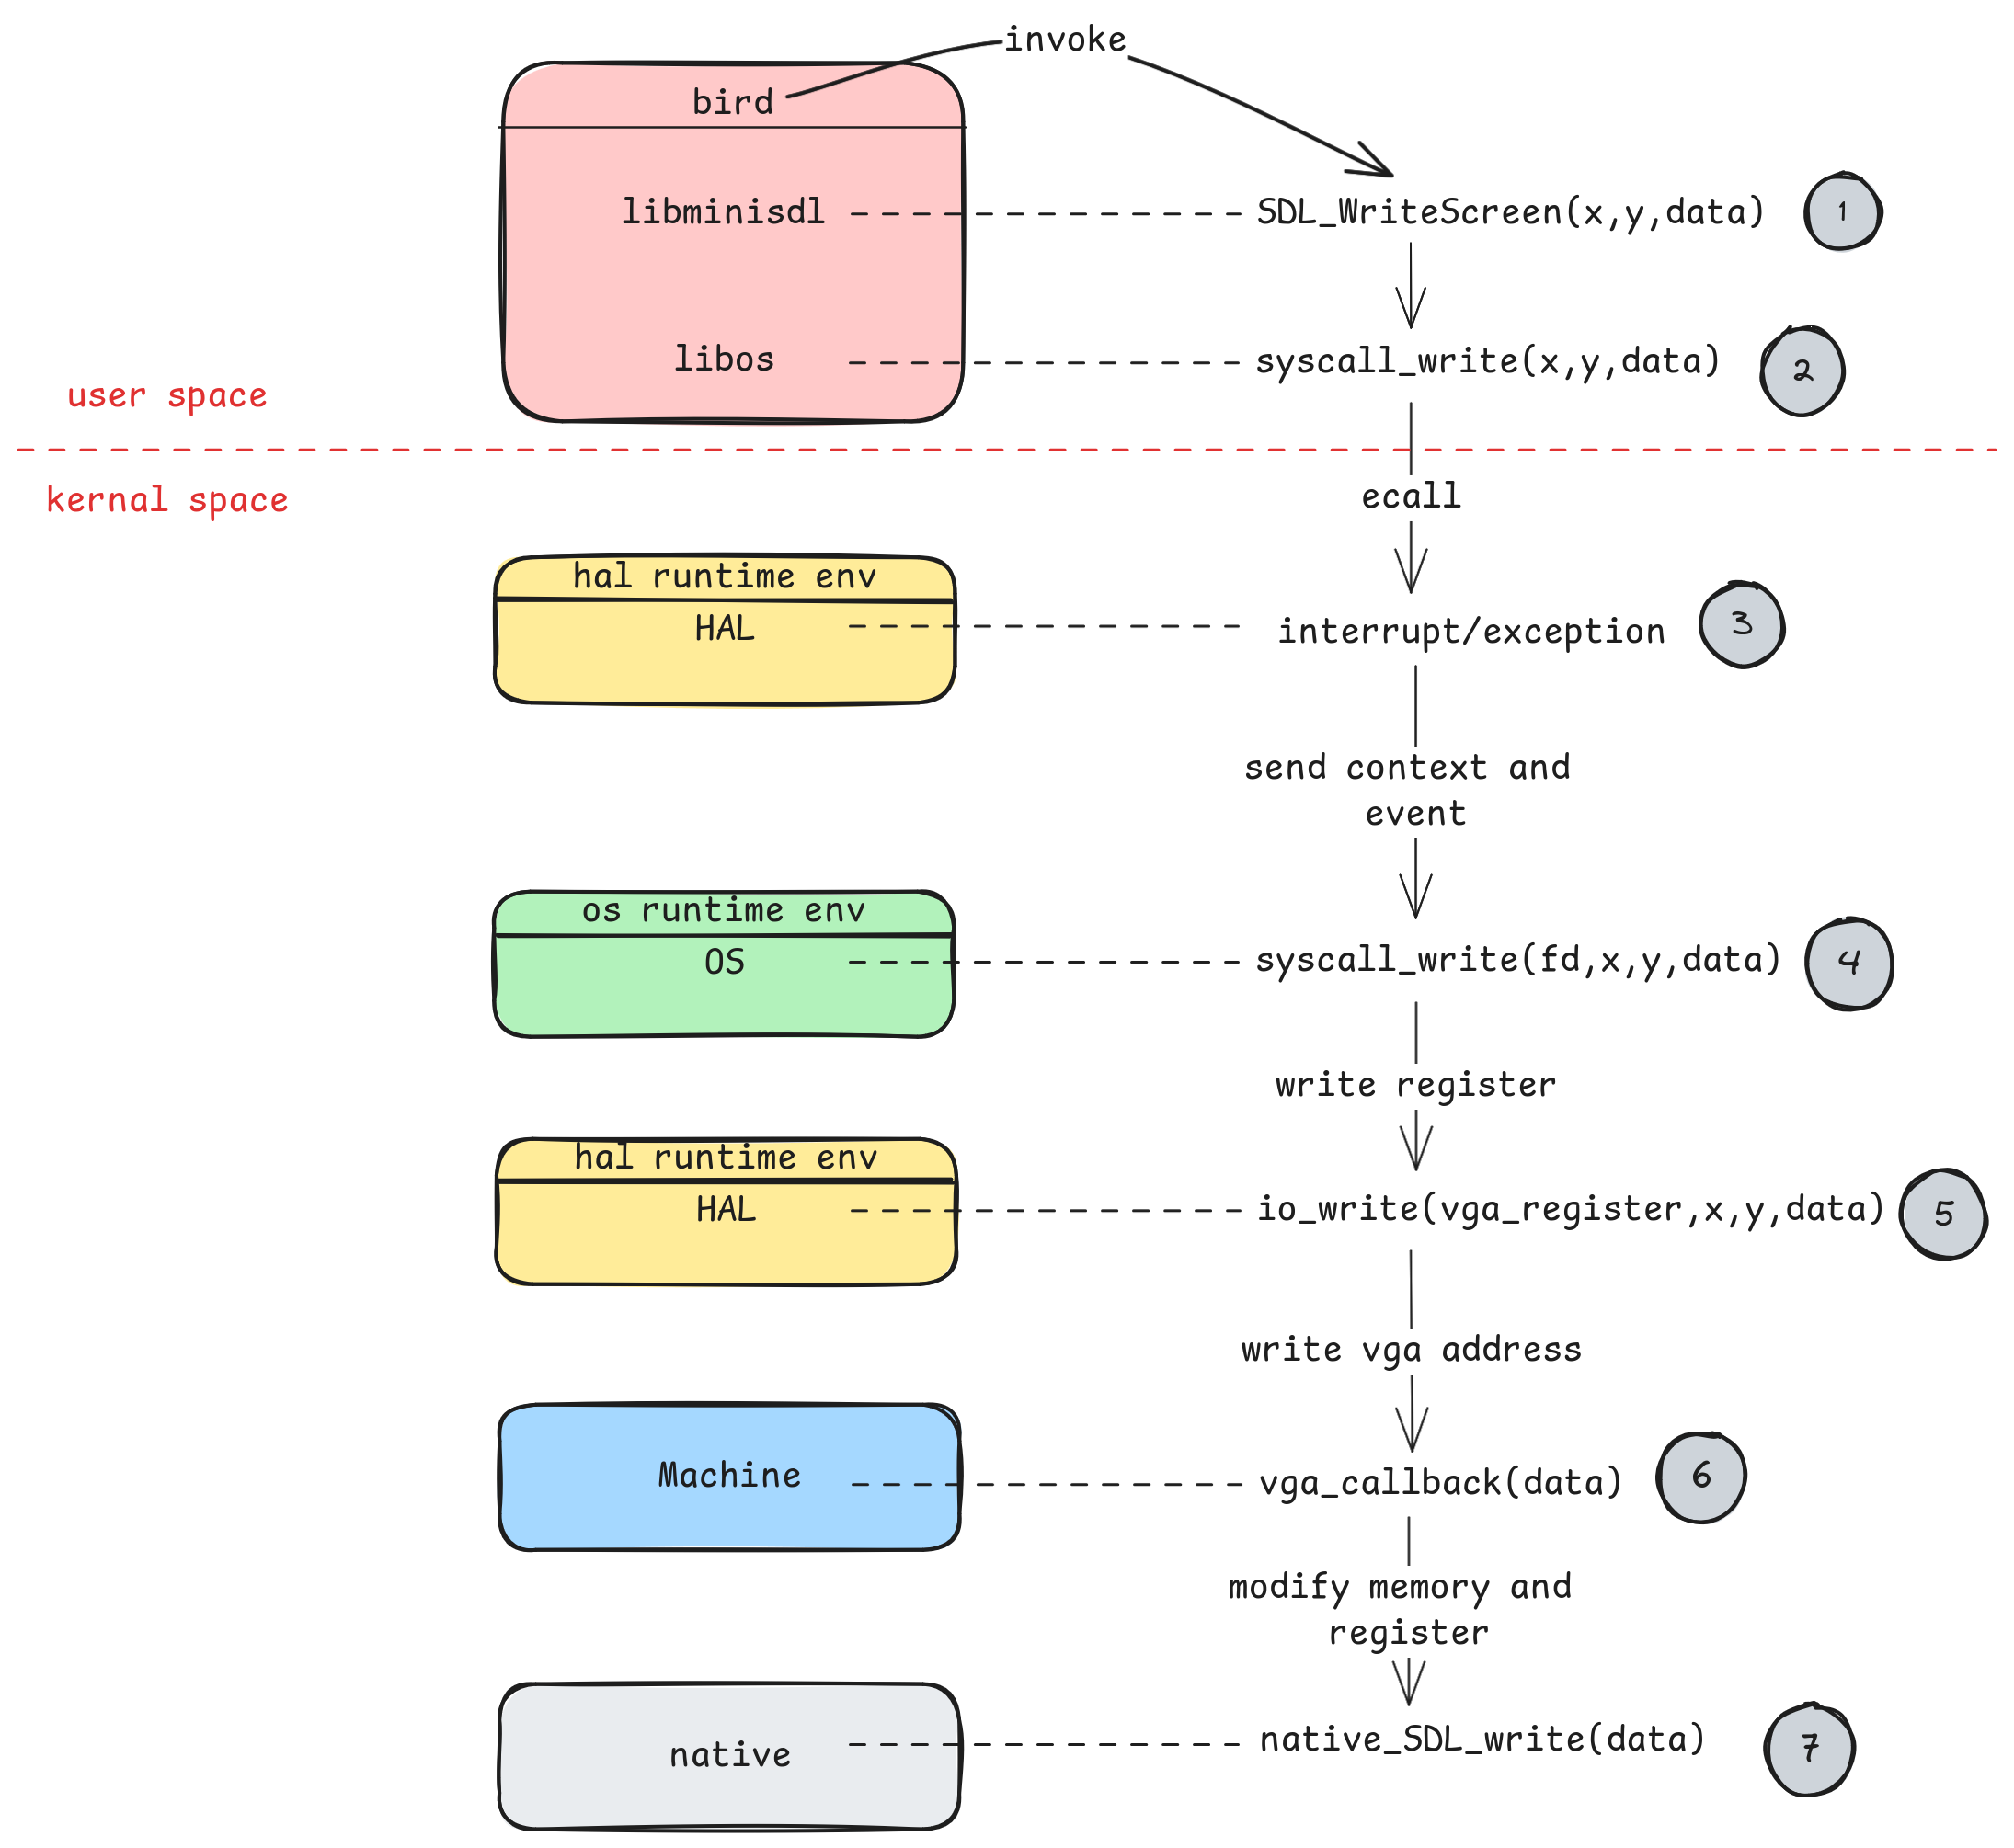 invoke
bird
libminisdl
SDL_WriteScreen(x,y,data)
1
libos
syscall_write(x,y,data)
2
user space
kernal space
ecall
hal runtime env
HAL
interrupt/exception
3
send context and
event
os runtime env
OS
syscall_write(fd,x,y,data)
4
write register
hal runtime env
HAL
io_write(vga_register,x,y,data)
5
write vga address
Machine
vga_callback(data)
6
modify memory and
register
native
native_SDL_write(data)
7